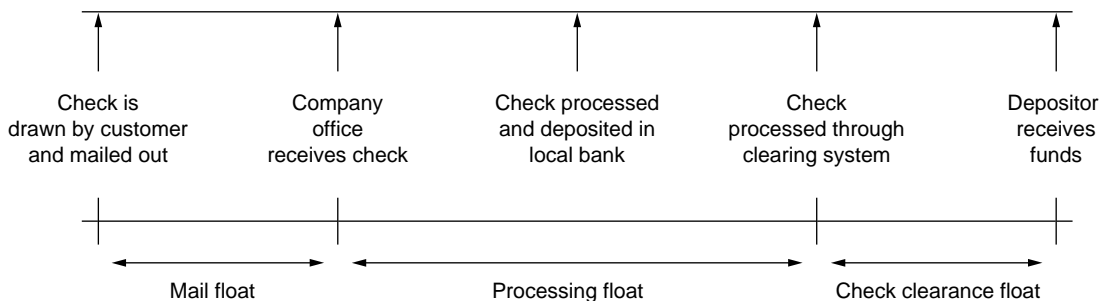 Check is
drawn by customer
and mailed out
Company
office
receives check
Check processed
and deposited in
local bank
Check
processed through
clearing system
Depositor
receives
funds
Mail float
Processing float
Check clearance float